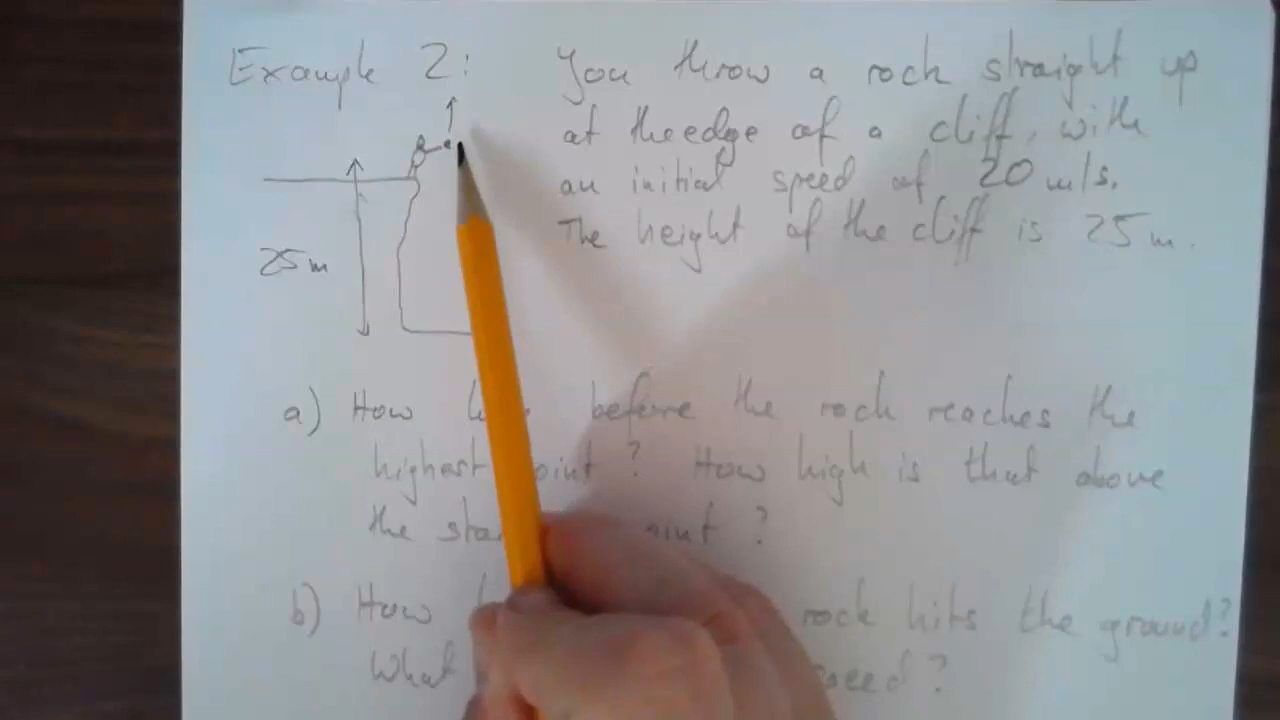 Example 2:
You throw a rock straight up
at the edge of a cliff, with
an initial speed of 20 m/s.
The height of the cliff is 25 m.
25 m
a) How before the rock reaches the
highest ? How high is that above
the ?
b) How rock hits the ground?
What ?